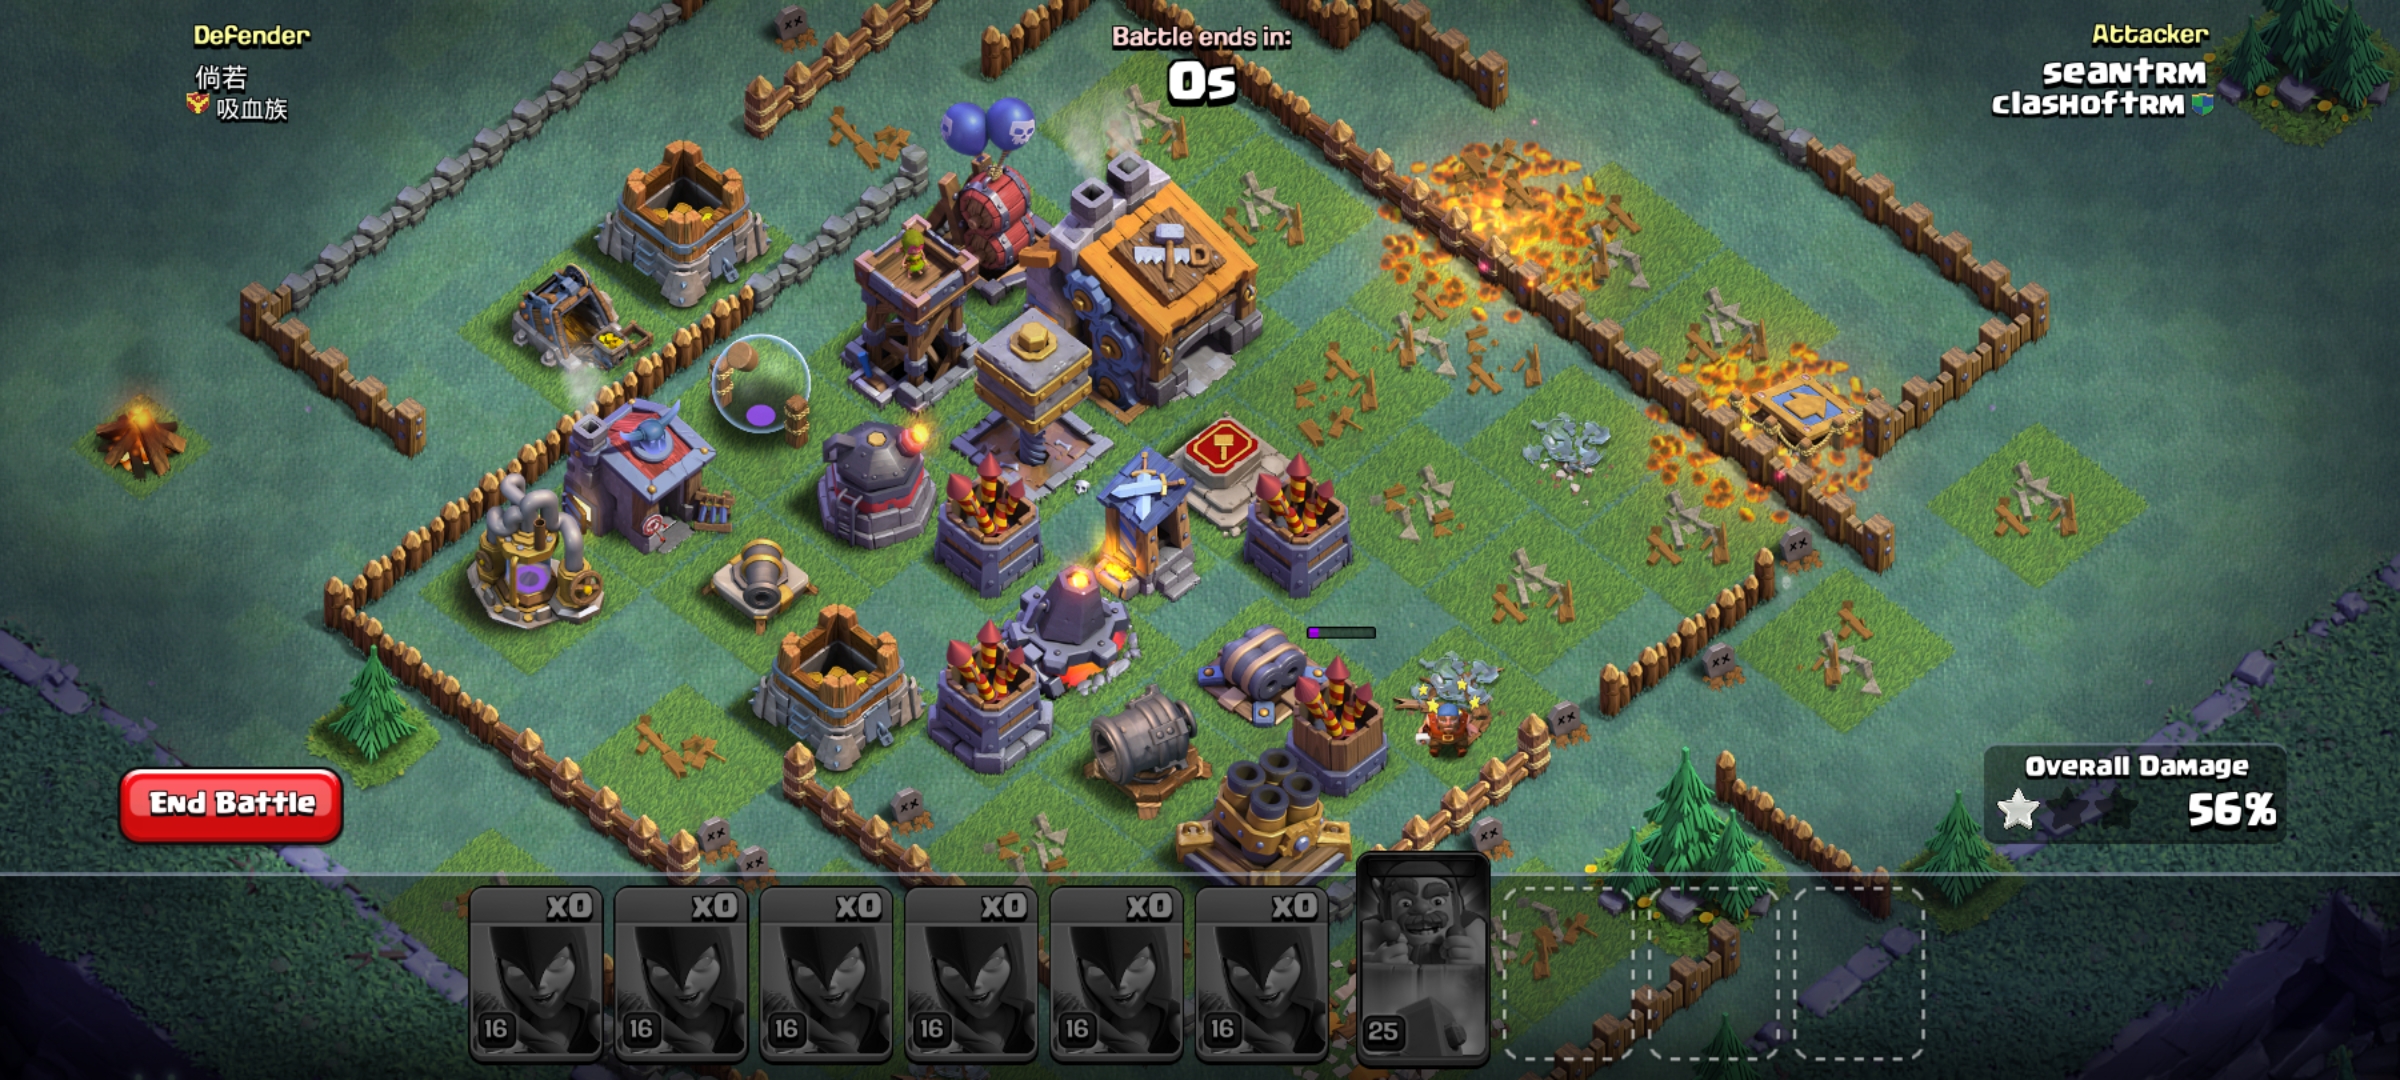 Defender
倘若
吸血族
Battle ends in:
0s
Attacker
seantrm
clashoftrm
End Battle
Overall Damage
56%
x0 x0 x0 x0 x0 x0
16 16 16 16 16 16 25